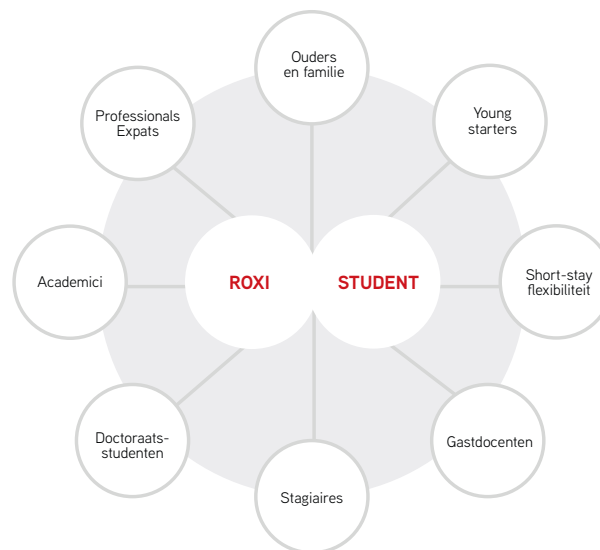 Ouders
en familie
Professionals
Expats
Young
starters
Academici
ROXI
STUDENT
Short-stay
flexibiliteit
Doctoraats-
studenten
Gastdocenten
Stagiaires